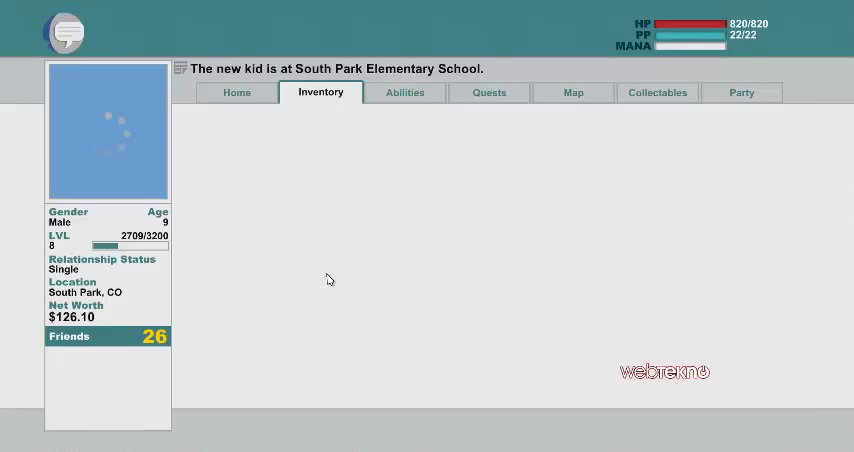 HP 820/820
PP 22/22
MANA
The new kid is at South Park Elementary School.
Home Inventory Abilities Quests Map Collectables Party
Gender Age
Male 9
LVL 2709/3200
8
Relationship Status
Single
Location
South Park, CO
Net Worth
$126.10
Friends 26
webtekno